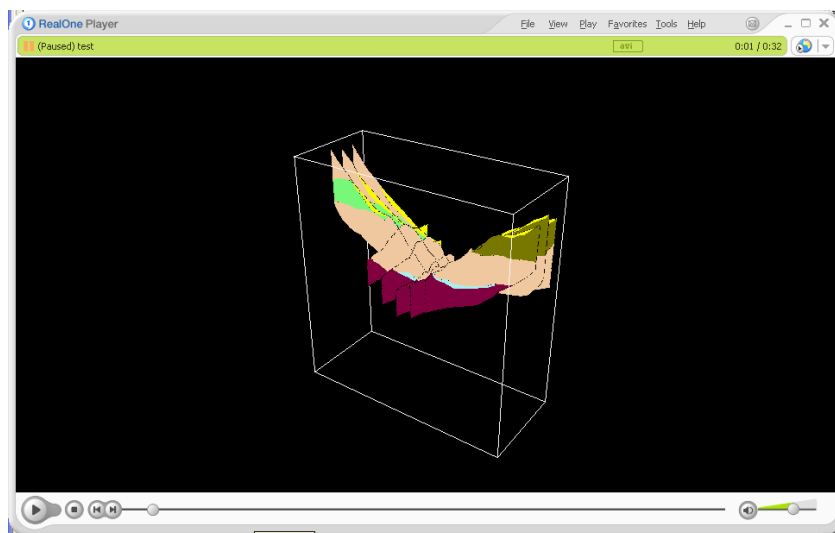 RealOne Player
File View Play Favorites Tools Help
(Paused) test
avi
0:01 / 0:32